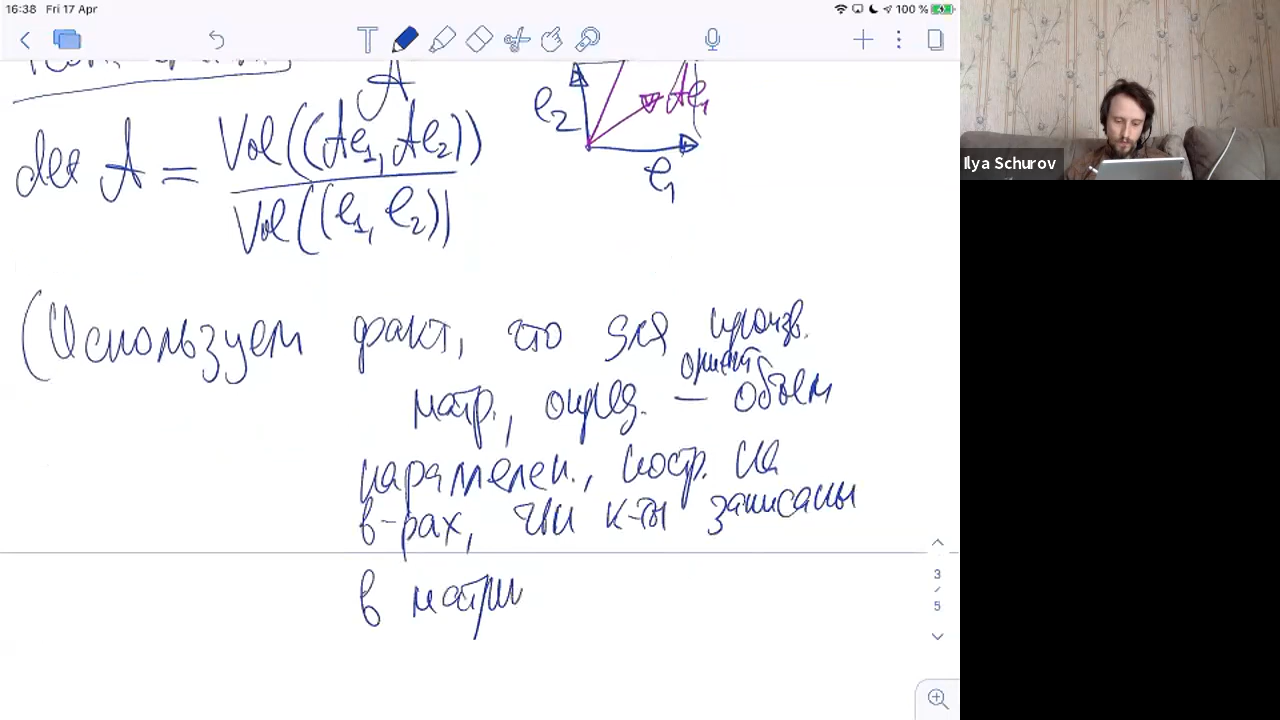 16:38 Fri 17 Apr
100 %
T
A
det A = Vol((Ae₁, Ae₂)) / Vol((e₁, e₂))
e₂
Ae₁
e₁
Ilya Schurov
(Используем факт, что для произв.
ориент.
матр., опред. — объем
параллелеп., постр. на
в-рах, чьи к-ты записаны
в матри
3
/
5